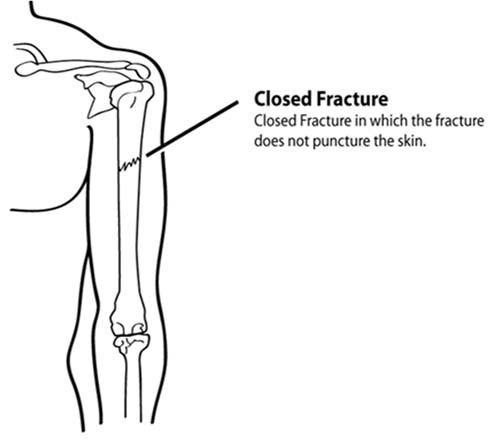 Closed Fracture
Closed Fracture in which the fracture
does not puncture the skin.